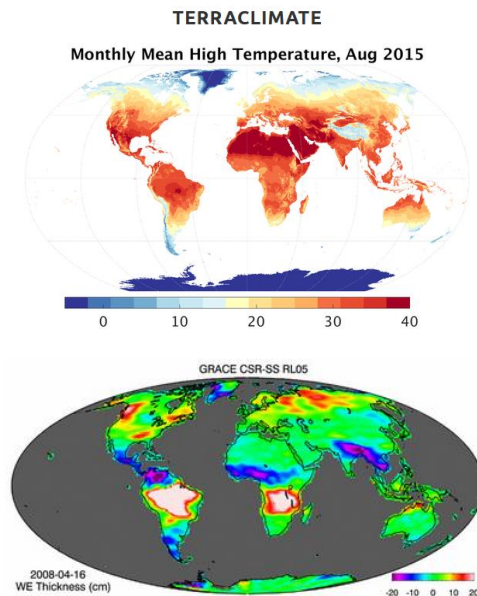 TERRACLIMATE
Monthly Mean High Temperature, Aug 2015
0 10 20 30 40
GRACE CSR-SS RL05
2008-04-16
WE Thickness (cm)
-20 -10 0 10 20